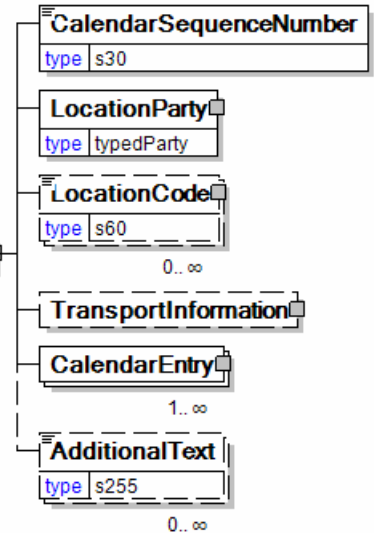 CalendarSequenceNumber
type s30
LocationParty
type typedParty
LocationCode
type s60
0.. ∞
TransportInformation
CalendarEntry
1.. ∞
AdditionalText
type s255
0.. ∞